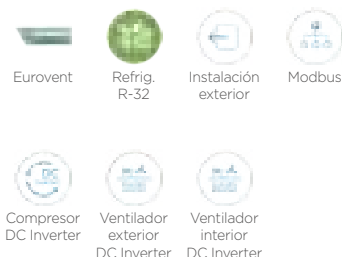 Eurovent Refrig. Instalación Modbus
R-32 exterior
Compresor Ventilador Ventilador
DC Inverter exterior interior
DC Inverter DC Inverter